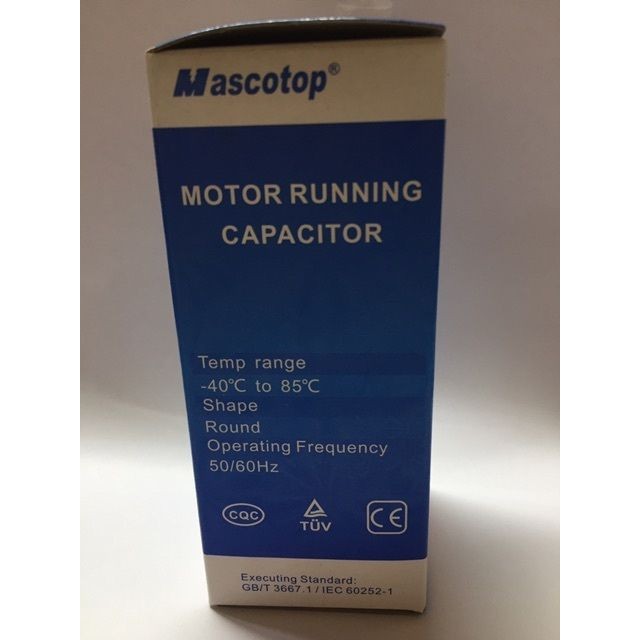 Mascotop®
MOTOR RUNNING
CAPACITOR
Temp range
-40℃ to 85℃
Shape
Round
Operating Frequency
50/60Hz
CQC
TÜV
CE
Executing Standard:
GB/T 3667.1 / IEC 60252-1